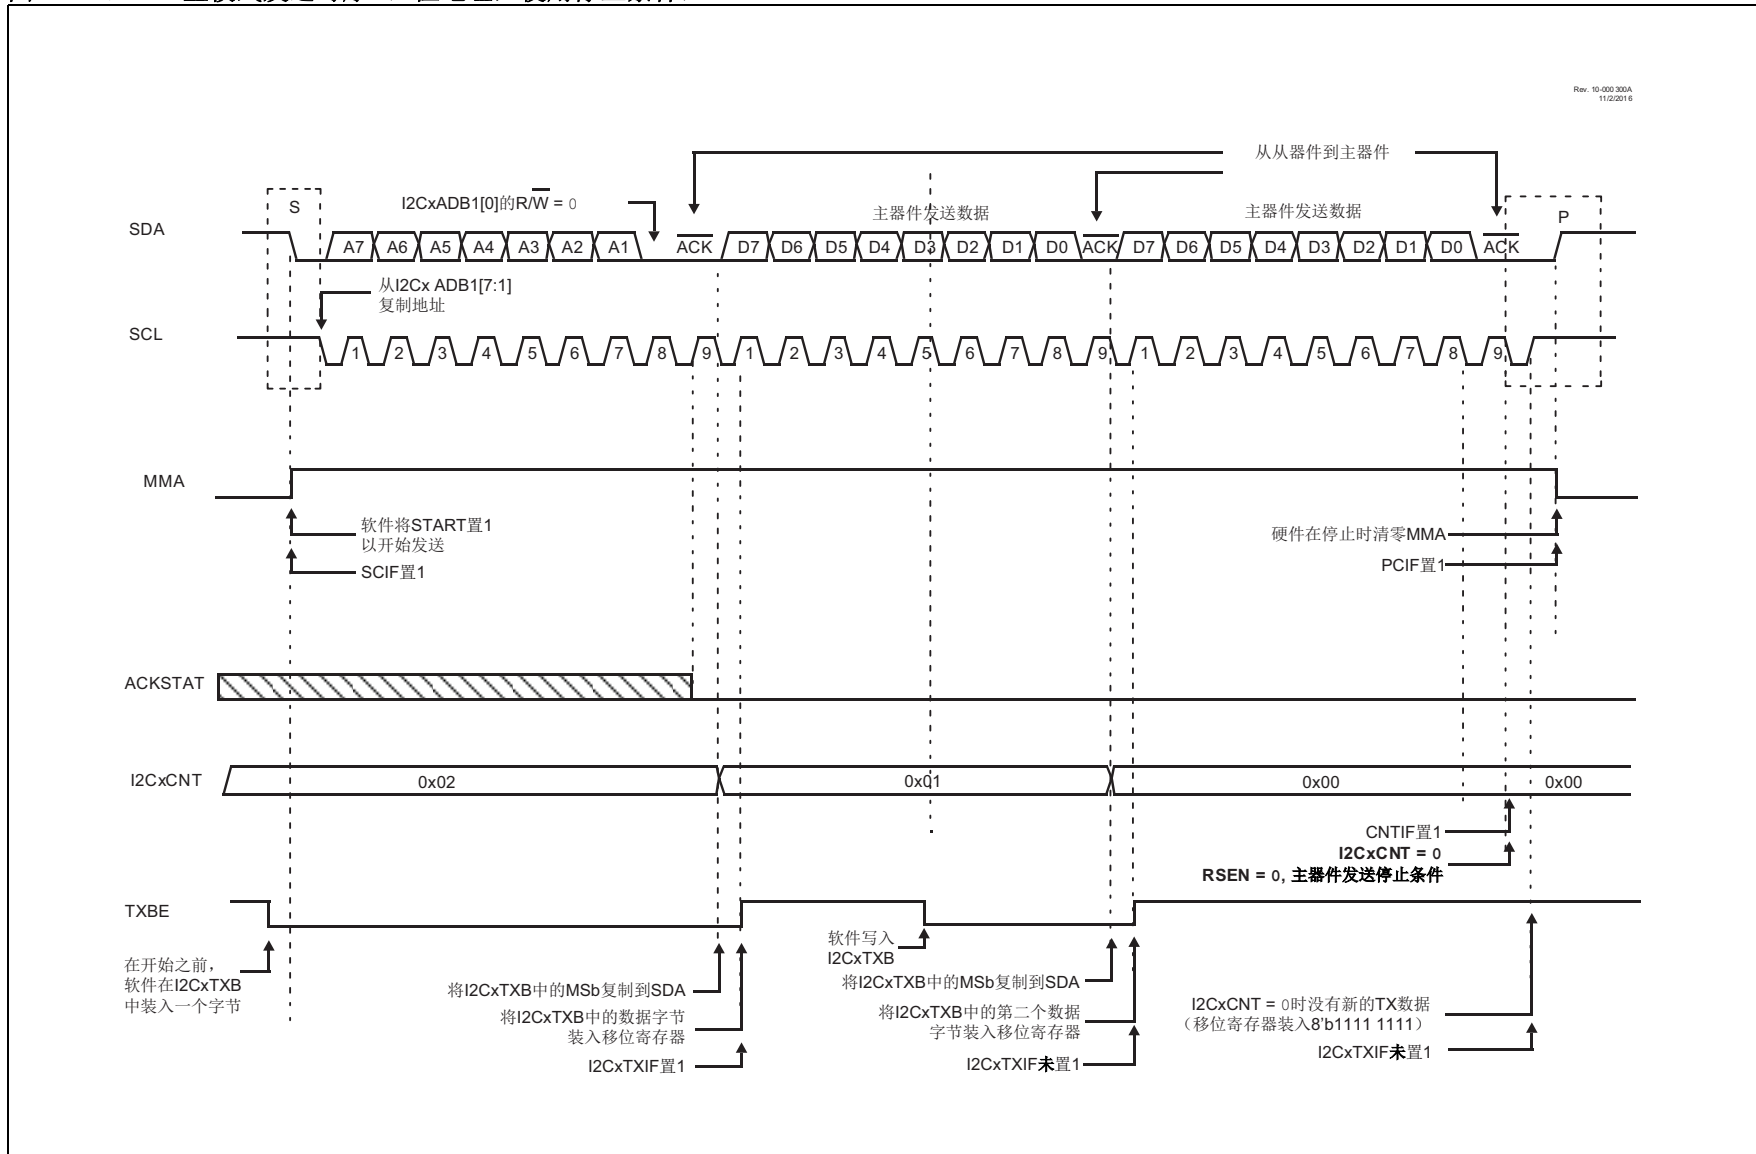 Rev. 10-000 300A
11/2/2016
从从器件到主器件
S
I2CxADB1[0]的R/W = 0
主器件发送数据
主器件发送数据
P
SDA
A7 A6 A5 A4 A3 A2 A1 ACK D7 D6 D5 D4 D3 D2 D1 D0 ACK D7 D6 D5 D4 D3 D2 D1 D0 ACK
从I2Cx ADB1[7:1]
复制地址
SCL
1 2 3 4 5 6 7 8 9 1 2 3 4 5 6 7 8 9 1 2 3 4 5 6 7 8 9
MMA
软件将START置1
以开始发送
SCIF置1
硬件在停止时清零MMA
PCIF置1
ACKSTAT
I2CxCNT
0x02 0x01 0x00 0x00
CNTIF置1
I2CxCNT = 0
RSEN = 0, 主器件发送停止条件
TXBE
在开始之前，
软件在I2CxTXB
中装入一个字节
将I2CxTXB中的MSb复制到SDA
将I2CxTXB中的数据字节
装入移位寄存器
I2CxTXIF置1
软件写入
I2CxTXB
将I2CxTXB中的MSb复制到SDA
将I2CxTXB中的第二个数据
字节装入移位寄存器
I2CxTXIF未置1
I2CxCNT = 0时没有新的TX数据
（移位寄存器装入8'b1111 1111）
I2CxTXIF未置1